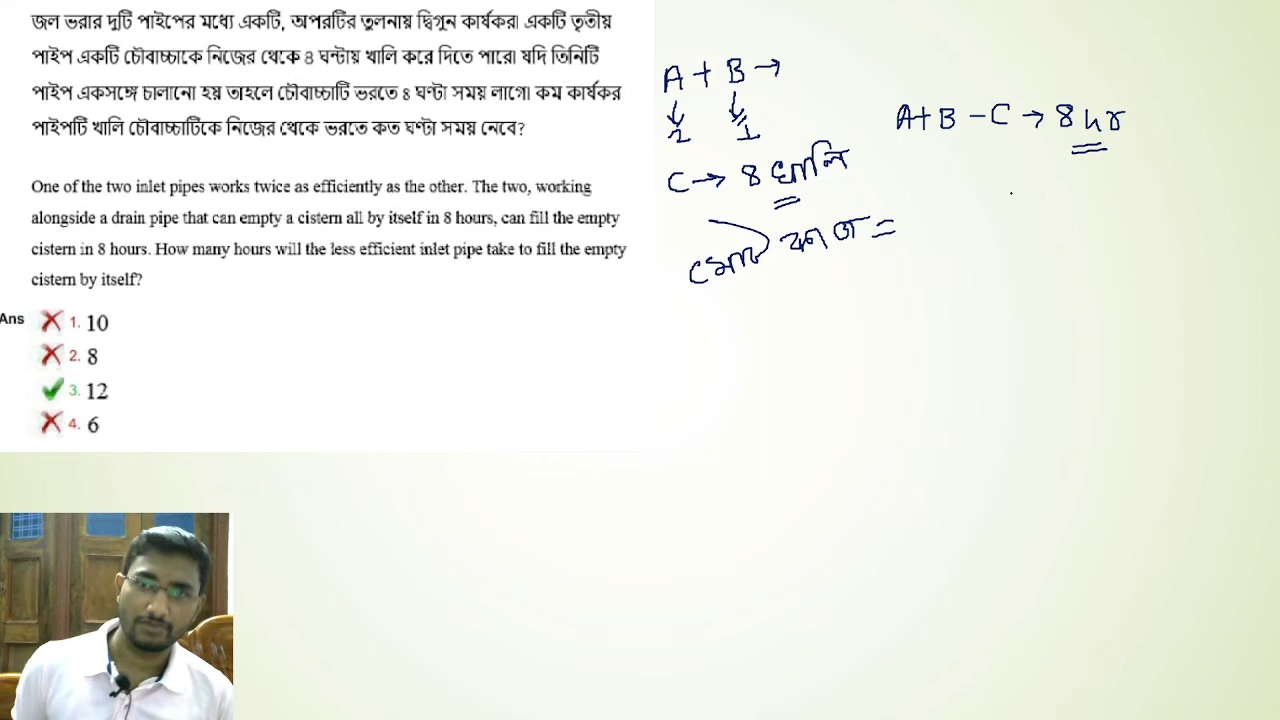 জল ভরার দুটি পাইপের মধ্যে একটি, অপরটির তুলনায় দ্বিগুন কার্যকর। একটি তৃতীয়
পাইপ একটি চৌবাচ্চাকে নিজের থেকে 8 ঘন্টায় খালি করে দিতে পারে। যদি তিনিটি
পাইপ একসঙ্গে চালানো হয় তাহলে চৌবাচ্চাটি ভরতে 8 ঘণ্টা সময় লাগে। কম কার্যকর
পাইপটি খালি চৌবাচ্চাটিকে নিজের থেকে ভরতে কত ঘণ্টা সময় নেবে?
One of the two inlet pipes works twice as efficiently as the other. The two, working
alongside a drain pipe that can empty a cistern all by itself in 8 hours, can fill the empty
cistern in 8 hours. How many hours will the less efficient inlet pipe take to fill the empty
cistern by itself?
Ans
1. 10
2. 8
3. 12
4. 6
A + B →
↓ ↓
2 1
C → 8 খালি
মোট কাজ =
A + B - C → 8 hr